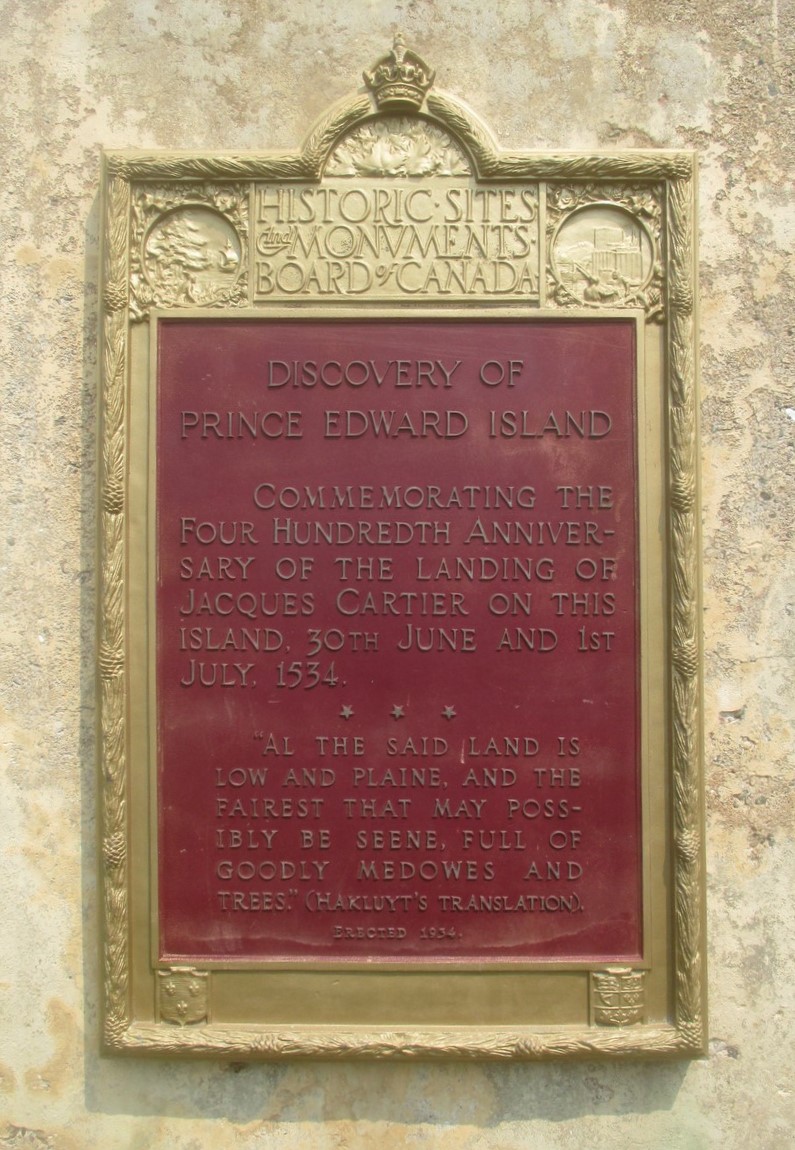 HISTORIC · SITES
and MONVMENTS ·
BOARD of CANADA
DISCOVERY OF
PRINCE EDWARD ISLAND
COMMEMORATING THE
FOUR HUNDREDTH ANNIVER-
SARY OF THE LANDING OF
JACQUES CARTIER ON THIS
ISLAND, 30TH JUNE AND 1ST
JULY, 1534.
★ ★ ★
"AL THE SAID LAND IS
LOW AND PLAINE, AND THE
FAIREST THAT MAY POSS-
IBLY BE SEENE, FULL OF
GOODLY MEDOWES AND
TREES." (HAKLUYT'S TRANSLATION).
ERECTED 1934.